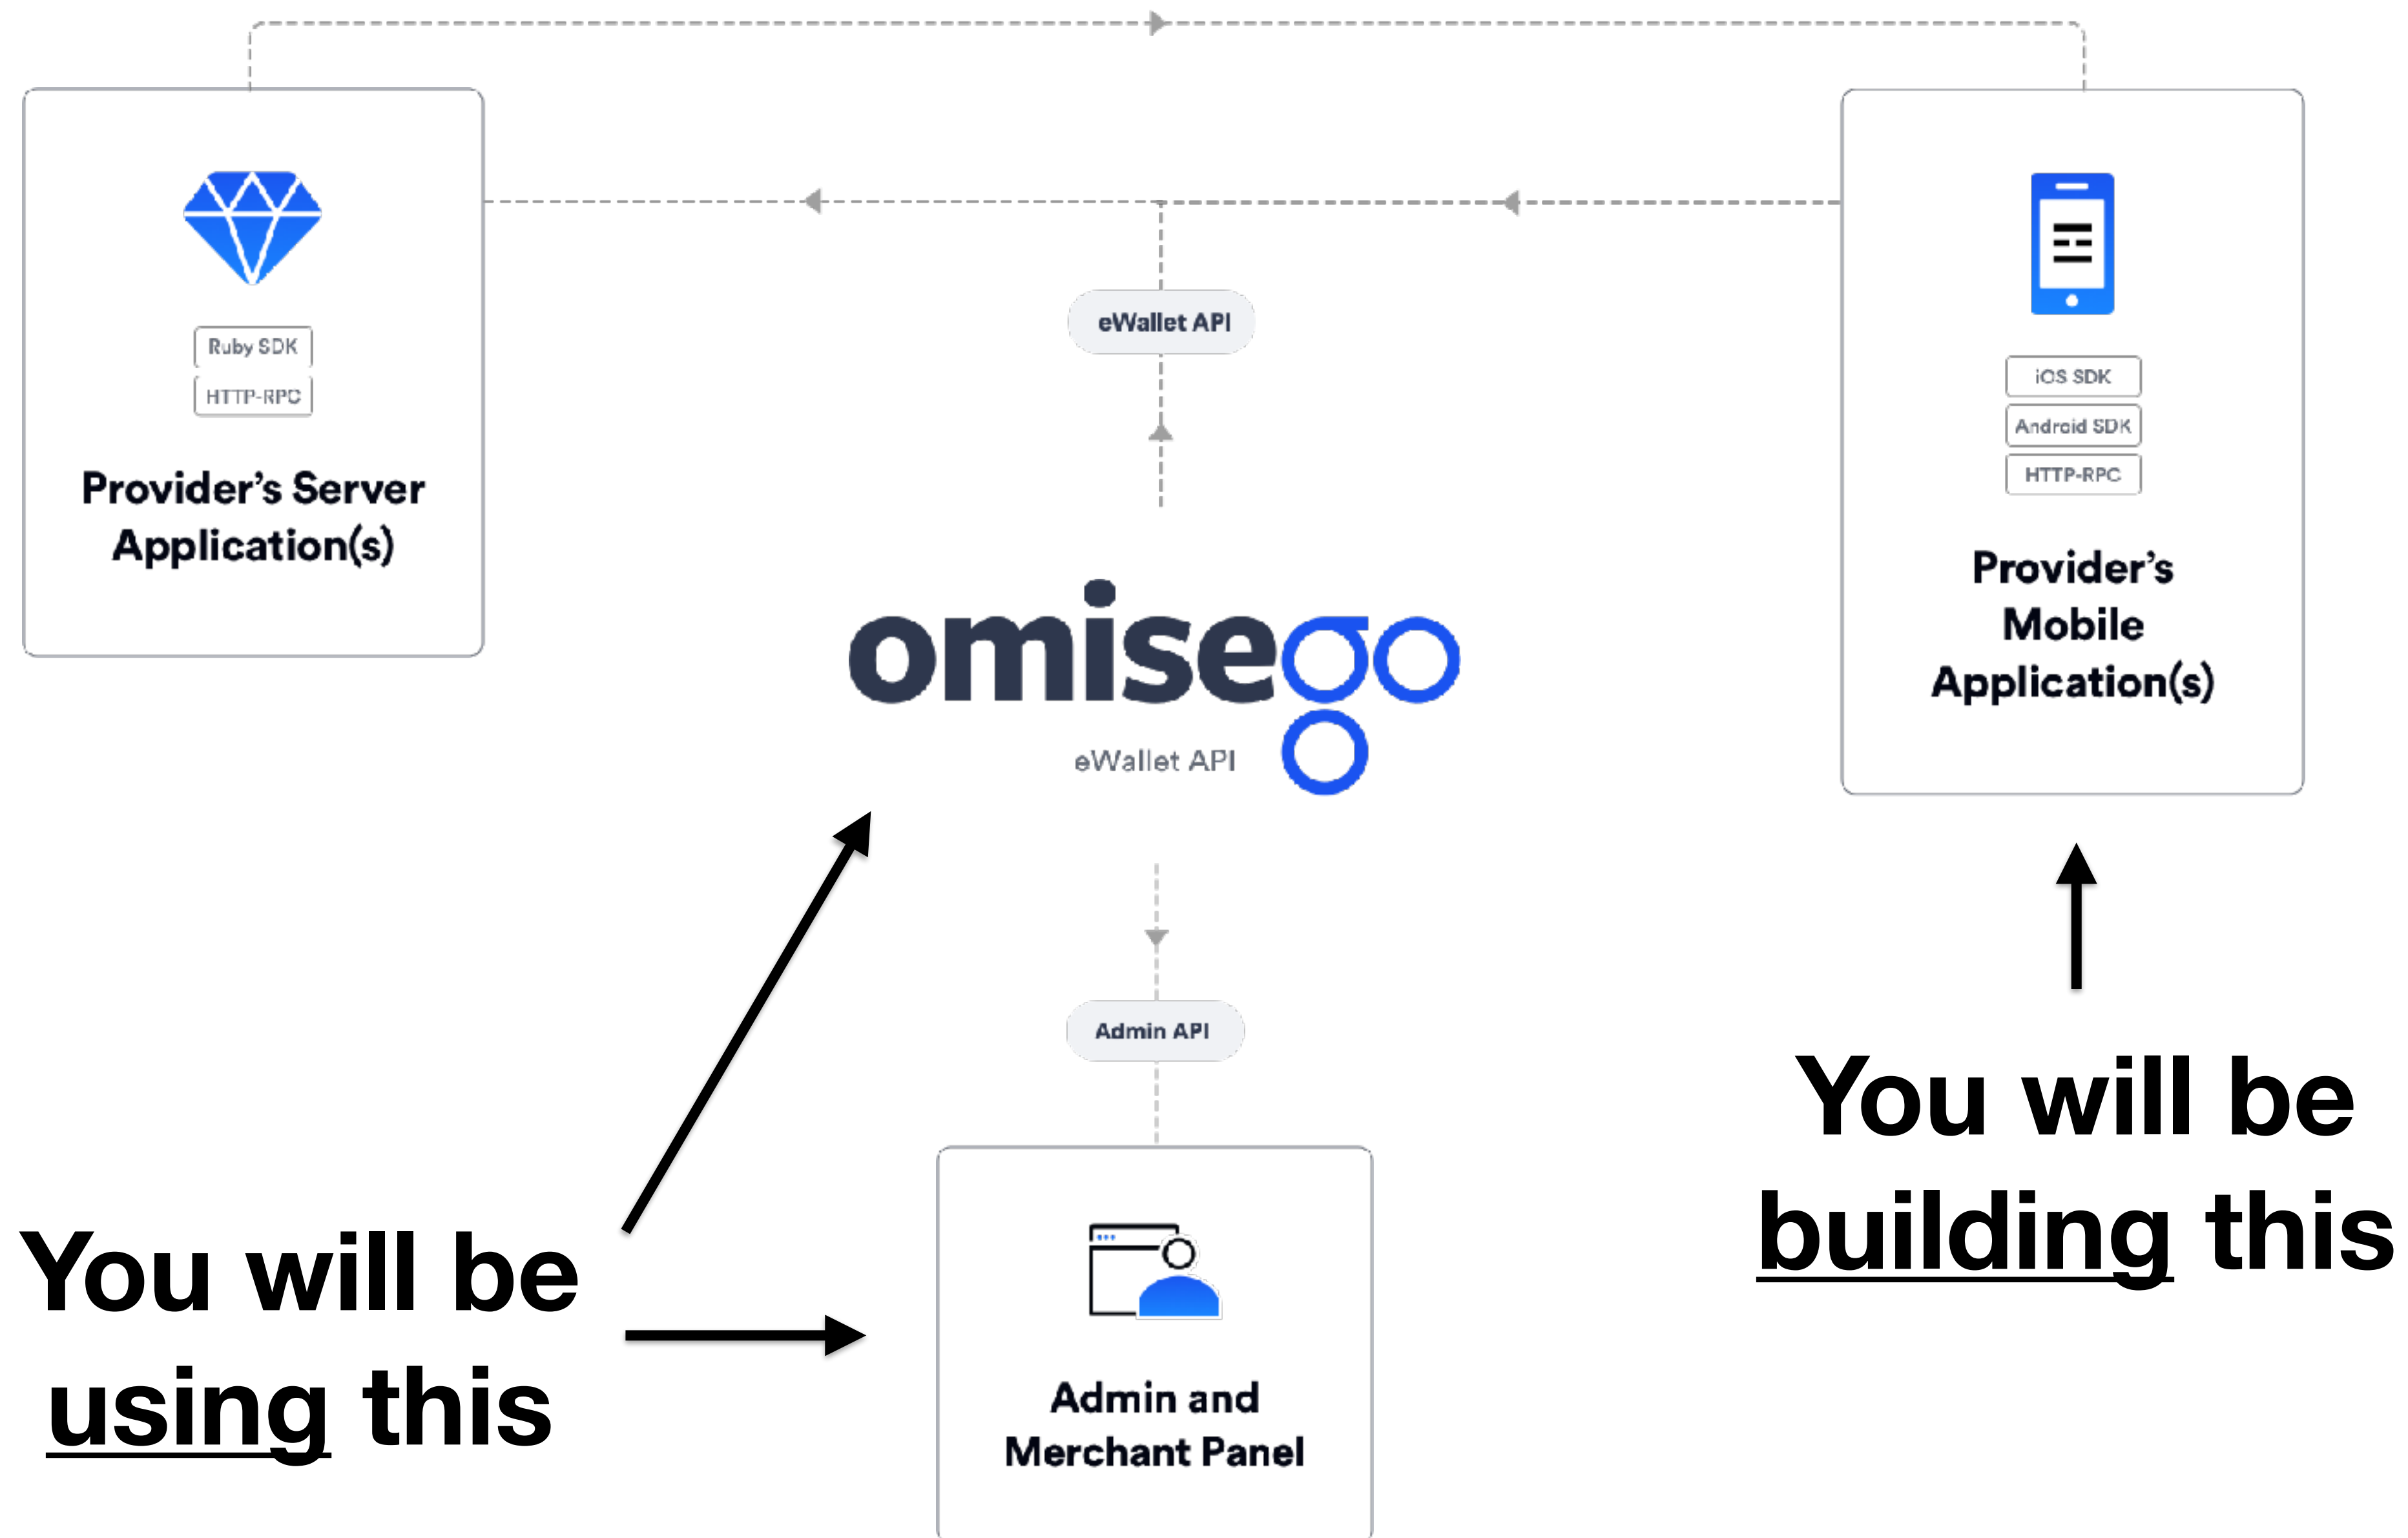 Ruby SDK
HTTP-RPC
Provider’s Server
Application(s)
eWallet API
iOS SDK
Android SDK
HTTP-RPC
Provider’s
Mobile
Application(s)
omisego
eWallet API
Admin API
Admin and
Merchant Panel
You will be
using this
You will be
building this